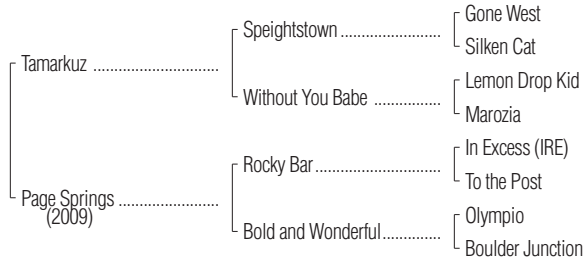 Gone West
Speightstown
Silken Cat
Tamarkuz
Lemon Drop Kid
Without You Babe
Marozia
In Excess (IRE)
Rocky Bar
To the Post
Page Springs
(2009)
Olympio
Bold and Wonderful
Boulder Junction